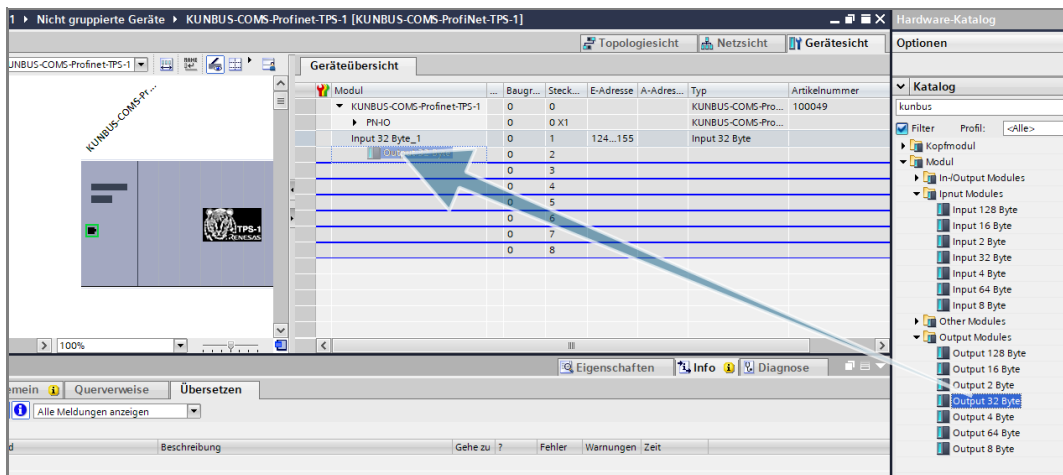 1 ▸ Nicht gruppierte Geräte ▸ KUNBUS-COMS-Profinet-TPS-1 [KUNBUS-COMS-ProfiNet-TPS-1]
Hardware-Katalog
Topologiesicht Netzsicht Gerätesicht
Optionen
UNBUS-COMS-Profinet-TPS-1
Geräteübersicht
Modul ... Baugr... Steck... E-Adresse A-Adres... Typ Artikelnummer
Katalog
KUNBUS-COMS-Profinet-TPS-1 0 0 KUNBUS-COMS-Pro... 100049
kunbus
PN-IO 0 0 X1 KUNBUS-COMS-Pro...
Filter Profil: <Alle>
Input 32 Byte_1 0 1 124...155 Input 32 Byte
0 2
0 3
0 4
0 5
0 6
0 7
0 8
KUNBUS-COMS-Pr...
TPS-1
RENESAS
Kopfmodul
Modul
In-/Output Modules
Ipnut Modules
Input 128 Byte
Input 16 Byte
Input 2 Byte
Input 32 Byte
Input 4 Byte
Input 64 Byte
Input 8 Byte
Other Modules
Output Modules
Output 128 Byte
Output 16 Byte
Output 2 Byte
Output 32 Byte
Output 4 Byte
Output 64 Byte
Output 8 Byte
100%
Eigenschaften Info Diagnose
emein Querverweise Übersetzen
Alle Meldungen anzeigen
d Beschreibung Gehe zu ? Fehler Warnungen Zeit